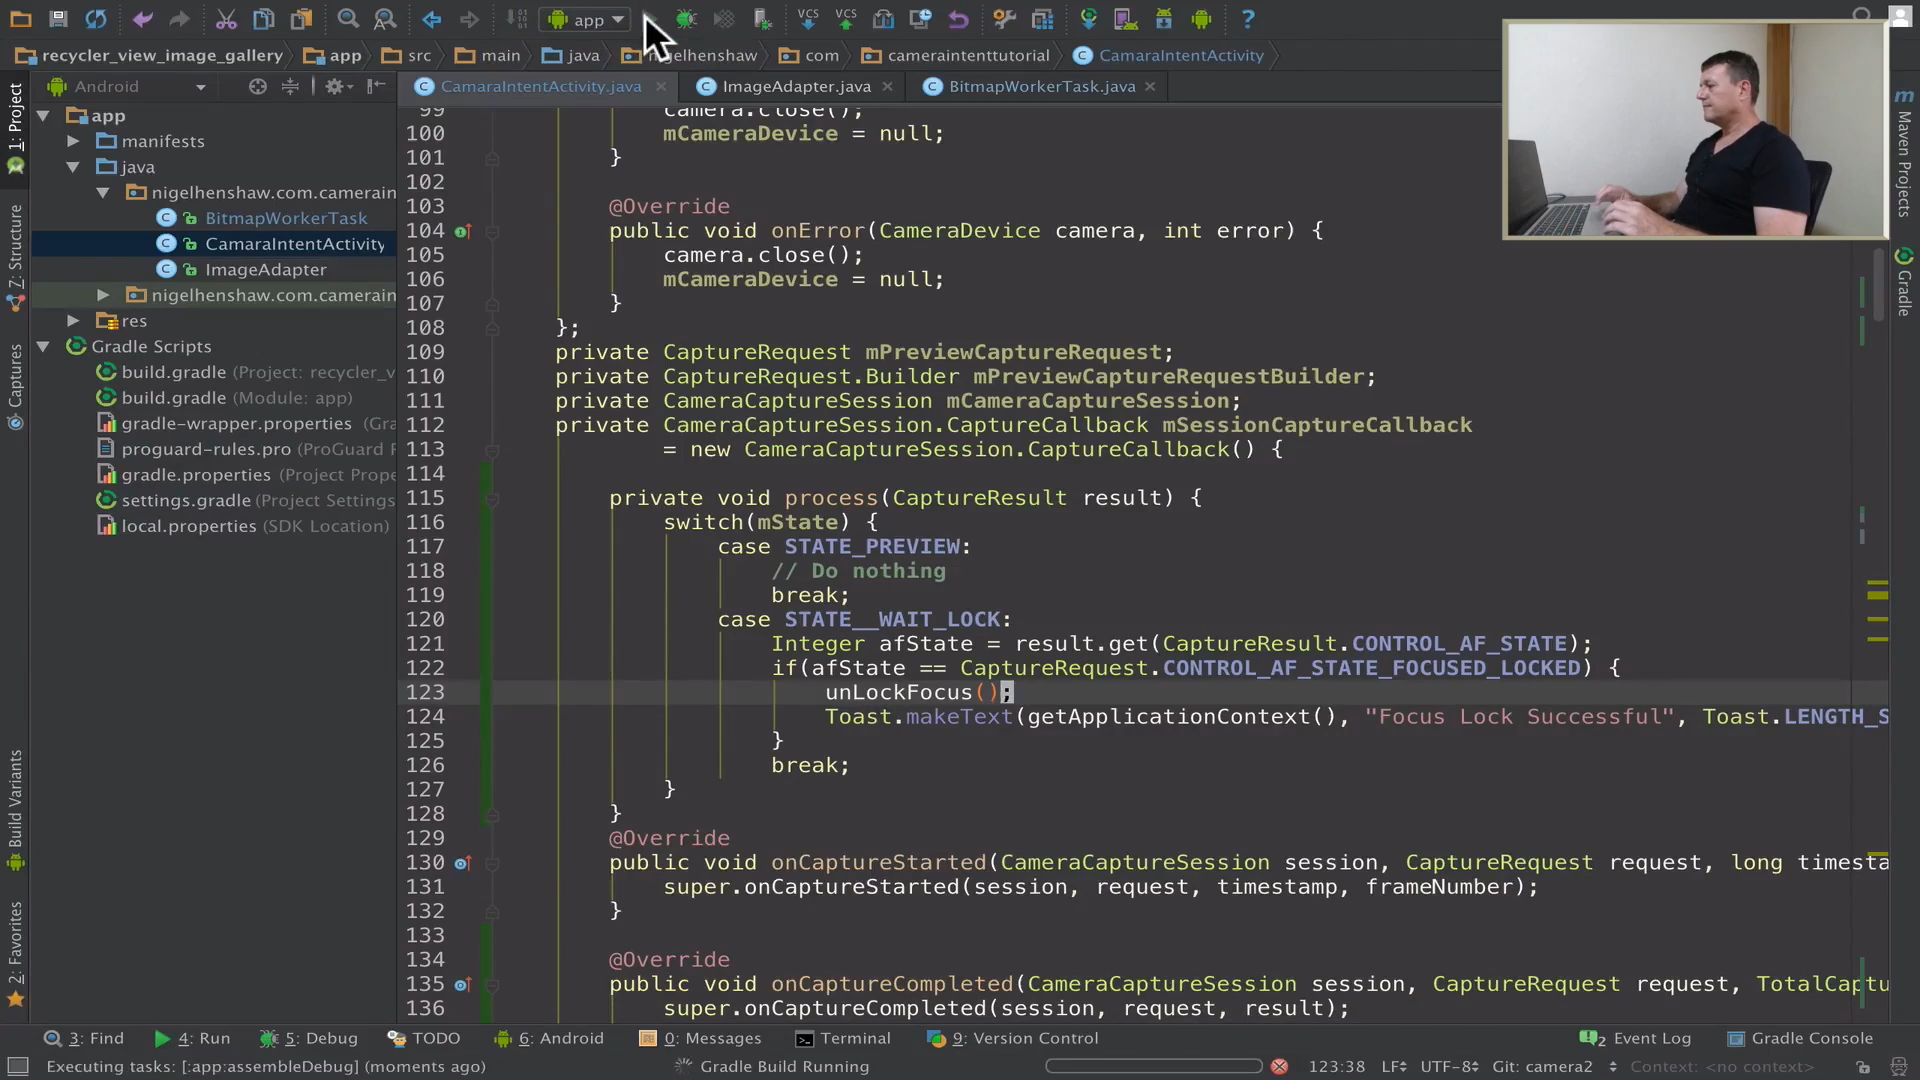 app
recycler_view_image_gallery
app
src
main
java
nigelhenshaw
com
cameraintenttutorial
CamaraIntentActivity
Android
CamaraIntentActivity.java
ImageAdapter.java
BitmapWorkerTask.java
app
manifests
java
nigelhenshaw.com.camerain
BitmapWorkerTask
CamaraIntentActivity
ImageAdapter
nigelhenshaw.com.camerain
res
Gradle Scripts
build.gradle (Project: recycler_v
build.gradle (Module: app)
gradle-wrapper.properties (Gra
proguard-rules.pro (ProGuard R
gradle.properties (Project Prope
settings.gradle (Project Settings
local.properties (SDK Location)
1: Project
7: Structure
Captures
Build Variants
2: Favorites
99 camera.close();
100 mCameraDevice = null;
101 }
102
103 @Override
104 public void onError(CameraDevice camera, int error) {
105 camera.close();
106 mCameraDevice = null;
107 }
108 };
109 private CaptureRequest mPreviewCaptureRequest;
110 private CaptureRequest.Builder mPreviewCaptureRequestBuilder;
111 private CameraCaptureSession mCameraCaptureSession;
112 private CameraCaptureSession.CaptureCallback mSessionCaptureCallback
113 = new CameraCaptureSession.CaptureCallback() {
114
115 private void process(CaptureResult result) {
116 switch(mState) {
117 case STATE_PREVIEW:
118 // Do nothing
119 break;
120 case STATE__WAIT_LOCK:
121 Integer afState = result.get(CaptureResult.CONTROL_AF_STATE);
122 if(afState == CaptureRequest.CONTROL_AF_STATE_FOCUSED_LOCKED) {
123 unLockFocus();
124 Toast.makeText(getApplicationContext(), "Focus Lock Successful", Toast.LENGTH_S
125 }
126 break;
127 }
128 }
129 @Override
130 public void onCaptureStarted(CameraCaptureSession session, CaptureRequest request, long timesta
131 super.onCaptureStarted(session, request, timestamp, frameNumber);
132 }
133
134 @Override
135 public void onCaptureCompleted(CameraCaptureSession session, CaptureRequest request, TotalCaptu
136 super.onCaptureCompleted(session, request, result);
Maven Projects
Gradle
3: Find
4: Run
5: Debug
TODO
6: Android
0: Messages
Terminal
9: Version Control
2 Event Log
Gradle Console
Executing tasks: [:app:assembleDebug] (moments ago)
Gradle Build Running
123:38
LF
UTF-8
Git: camera2
Context: <no context>